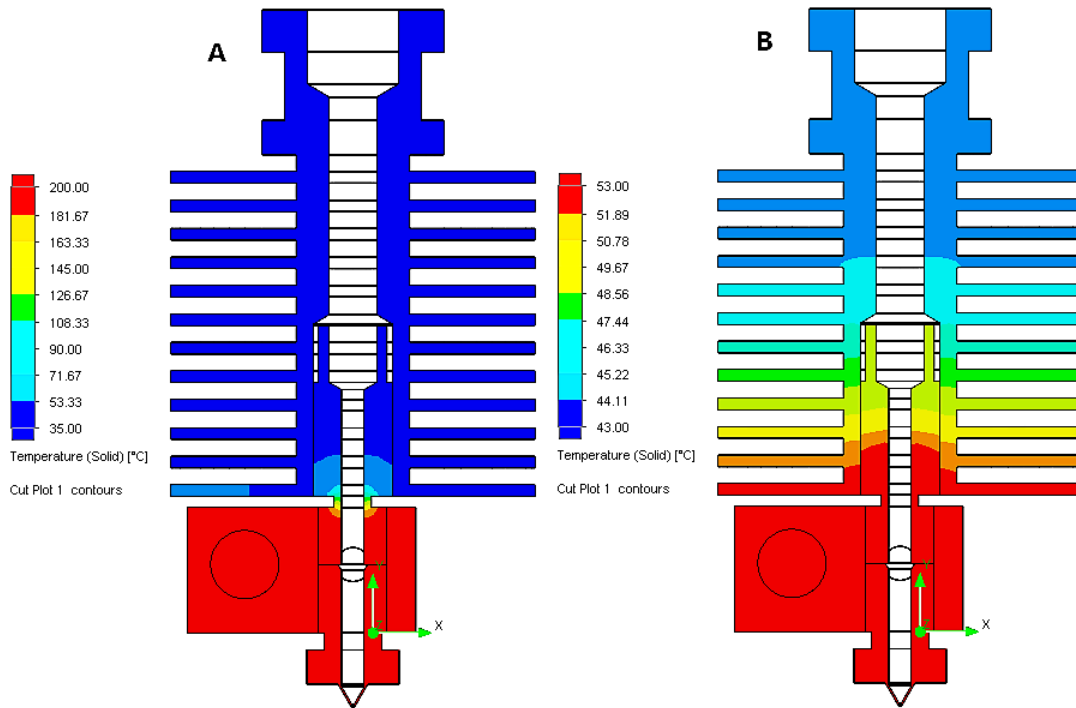 A
200.00
181.67
163.33
145.00
126.67
108.33
90.00
71.67
53.33
35.00
Temperature (Solid) [°C]
Cut Plot 1 contours
Y
X
B
53.00
51.89
50.78
49.67
48.56
47.44
46.33
45.22
44.11
43.00
Temperature (Solid) [°C]
Cut Plot 1 contours
Y
X